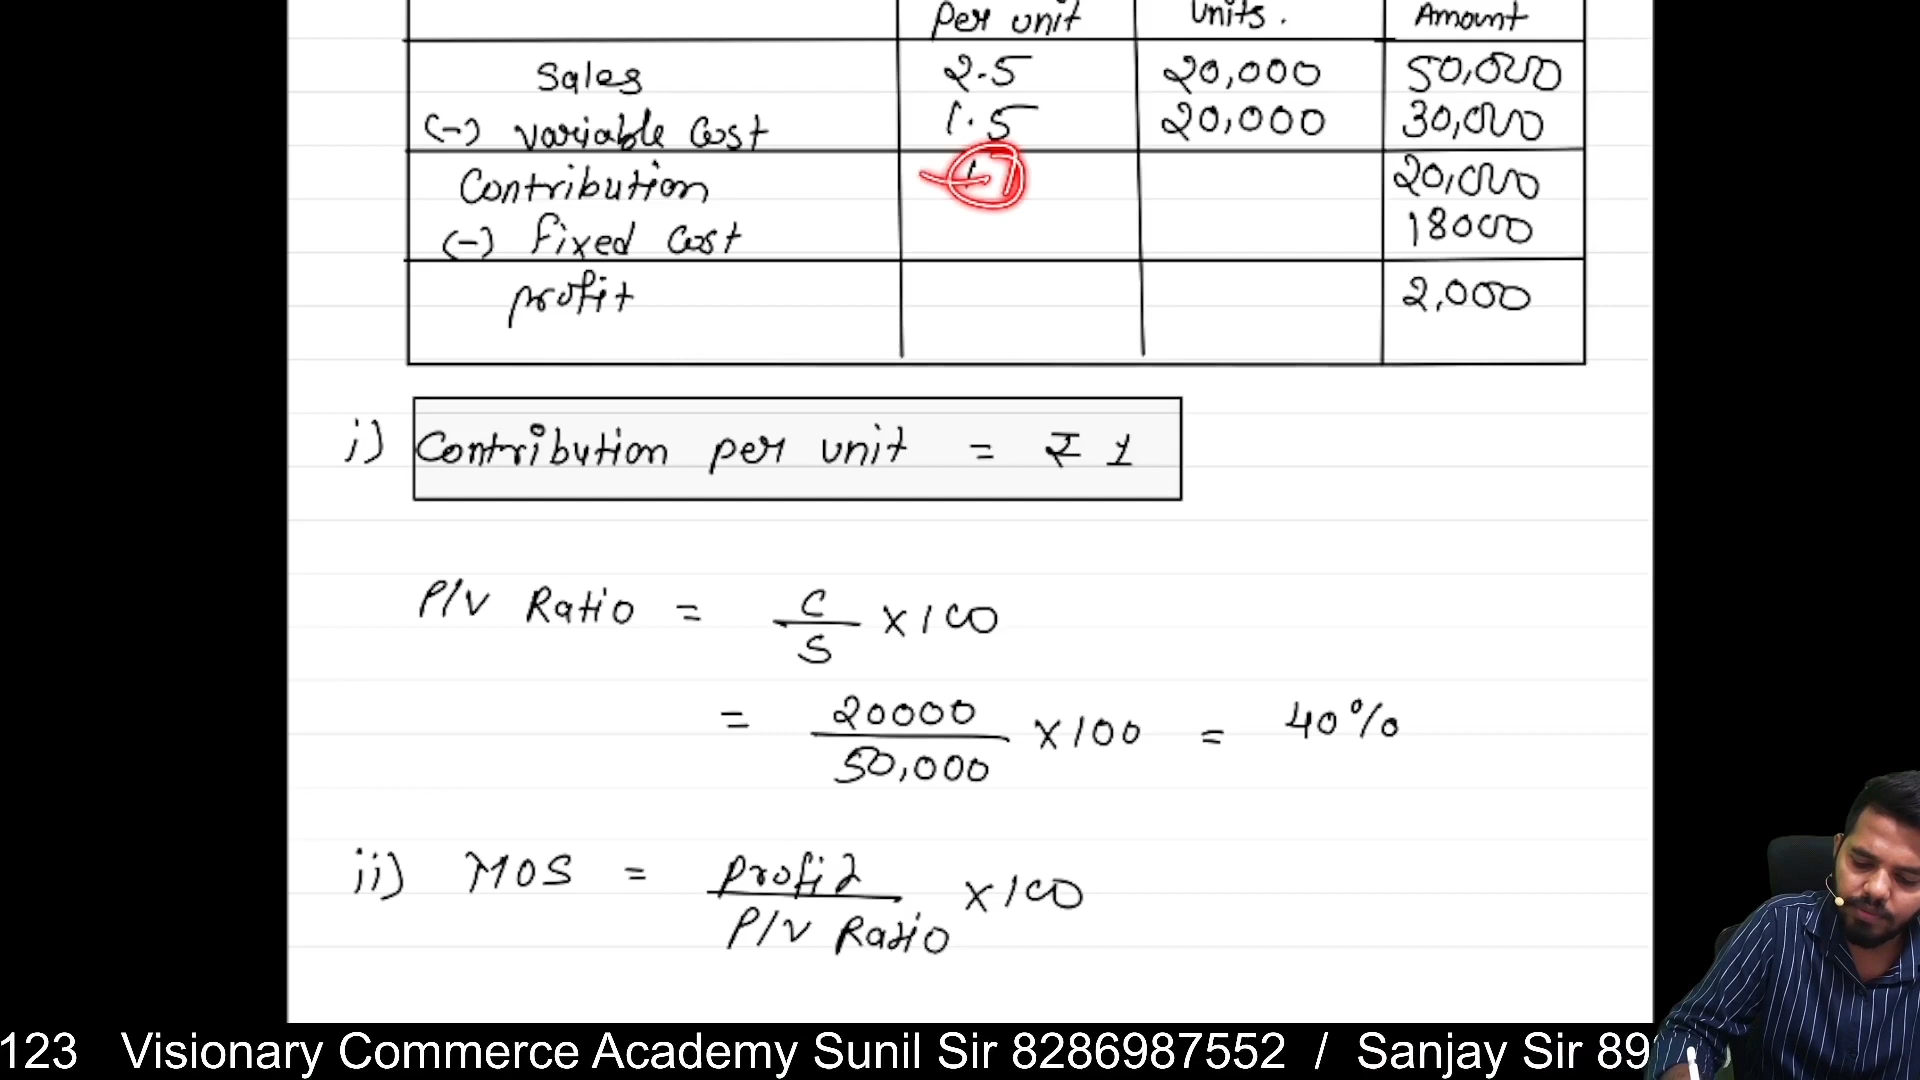 Per unit Units. Amount
Sales 2.5 20,000 50,000
(-) variable Cost 1.5 20,000 30,000
Contribution 1 20,000
(-) Fixed Cost 18000
profit 2,000
i) Contribution per unit = ₹ 1
P/V Ratio = C/S × 100
= 20000/50,000 × 100 = 40%
ii) MOS = Profit/P/V Ratio × 100
123 Visionary Commerce Academy Sunil Sir 8286987552 / Sanjay Sir 89